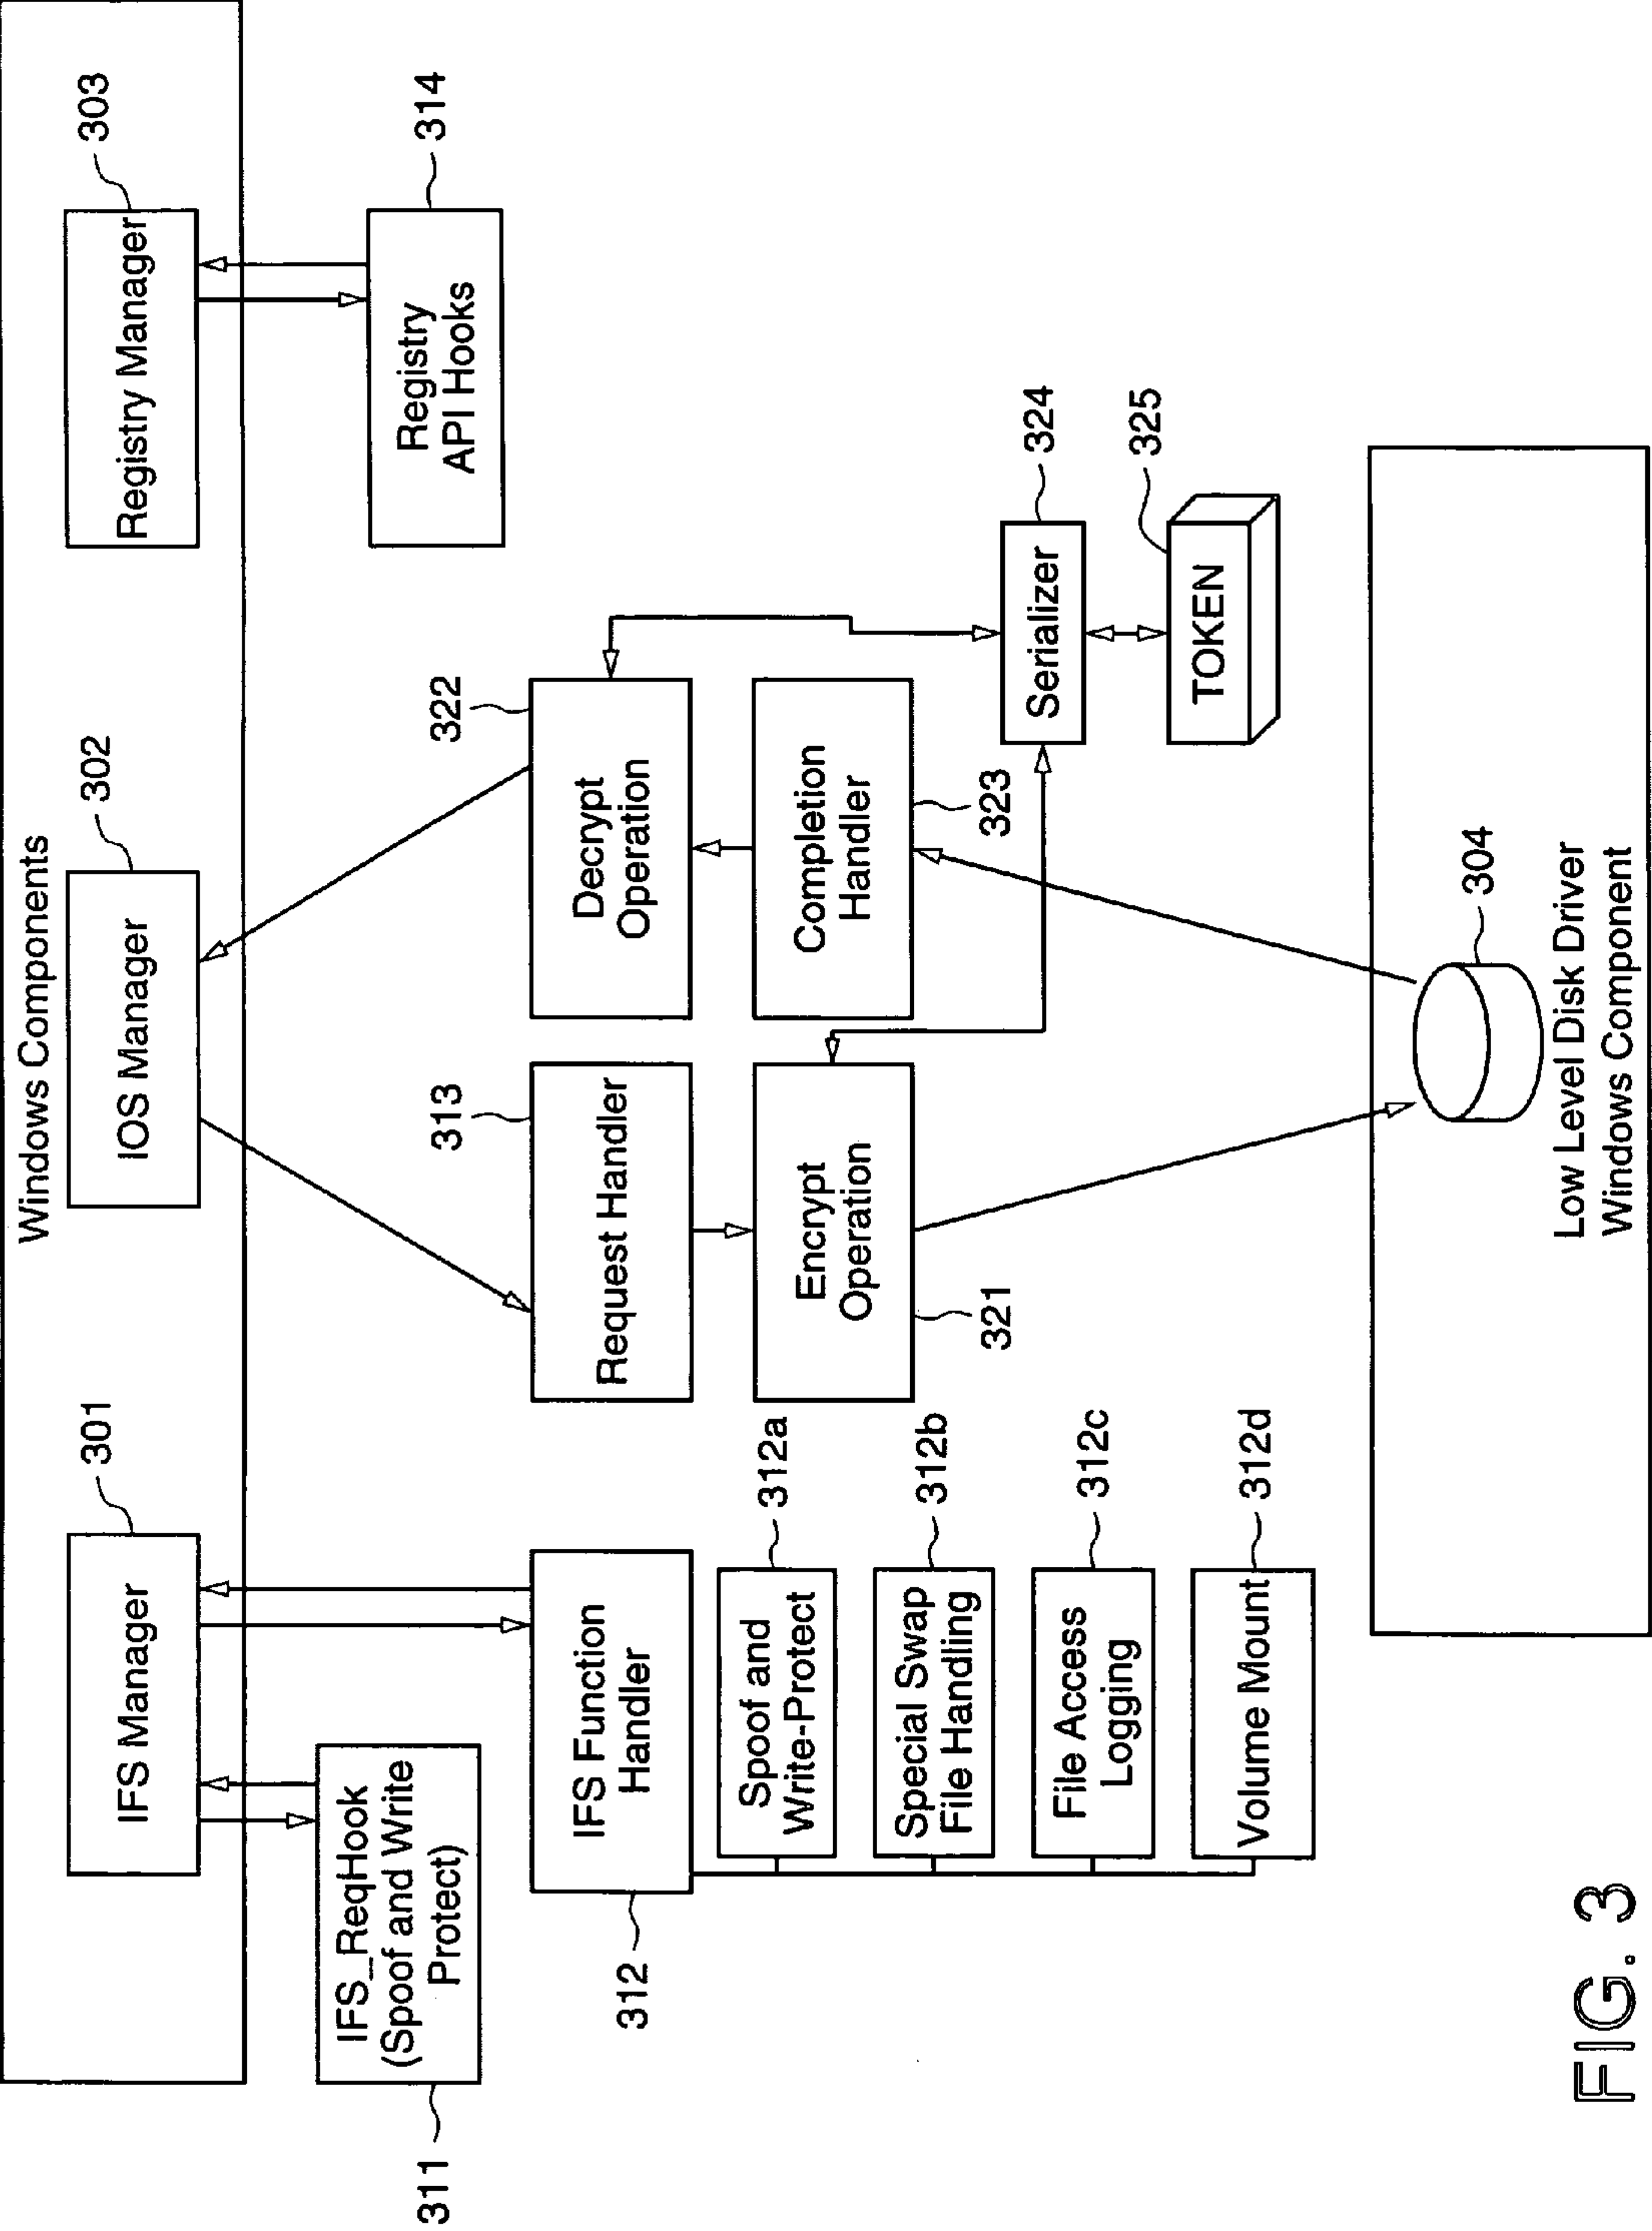 Windows Components
301
IFS Manager
302
IOS Manager
303
Registry Manager
311
IFS_ReqHook
(Spoof and Write
Protect)
312
IFS Function
Handler
313
Request Handler
322
Decrypt
Operation
314
Registry
API Hooks
312a
Spoof and
Write-Protect
321
Encrypt
Operation
323
Completion
Handler
312b
Special Swap
File Handling
324
Serializer
312c
File Access
Logging
325
TOKEN
312d
Volume Mount
304
Low Level Disk Driver
Windows Component
FIG. 3